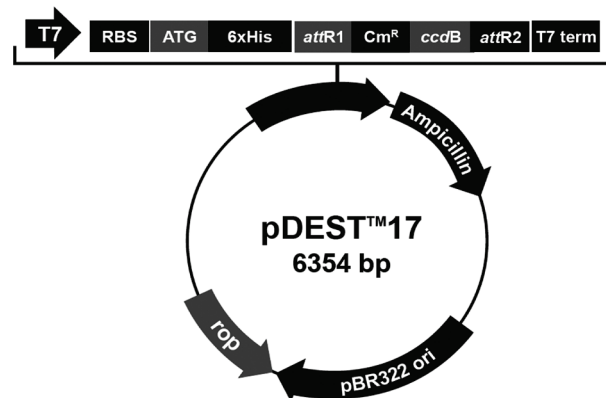 T7 RBS ATG 6xHis attR1 Cmᴿ ccdB attR2 T7 term
Ampicillin
pDEST™17
6354 bp
rop
pBR322 ori